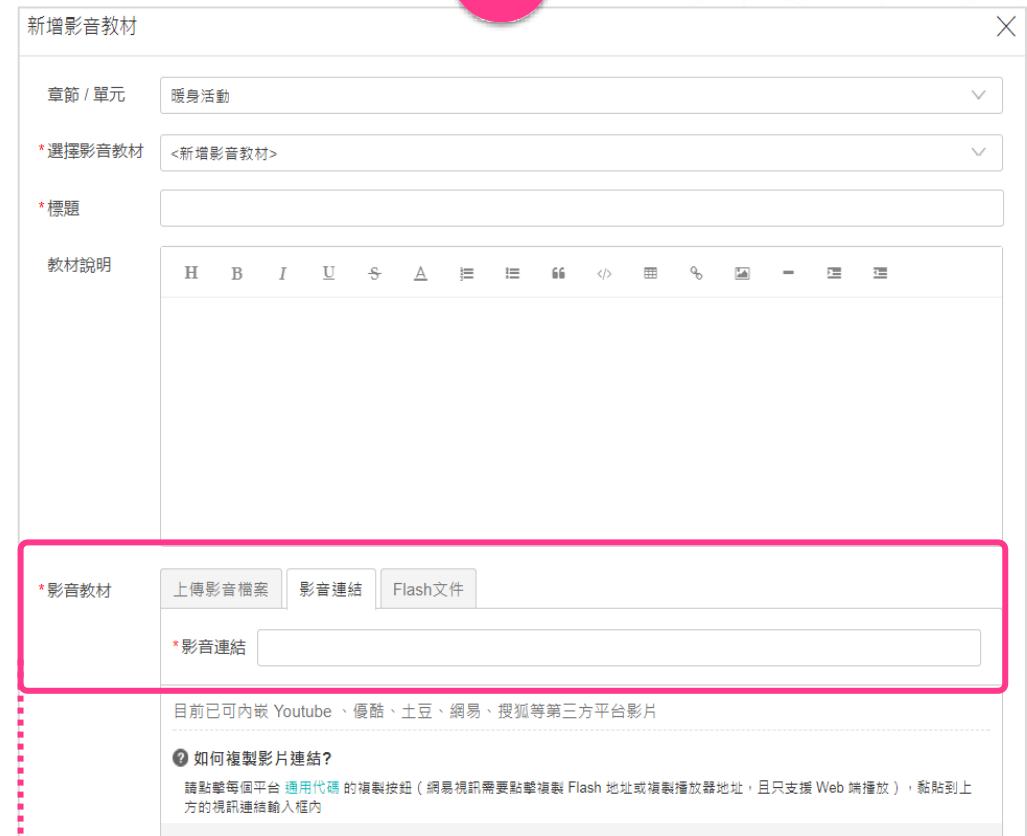 新增影音教材
章節 / 單元
暖身活動
*選擇影音教材
<新增影音教材>
*標題
教材說明
H B I U S A
*影音教材
上傳影音檔案 影音連結 Flash文件
*影音連結
目前已可內嵌 Youtube 、優酷、土豆、網易、搜狐等第三方平台影片
如何複製影片連結?
請點擊每個平台 通用代碼 的複製按鈕（網易視訊需要點擊複製 Flash 地址或複製播放器地址，且只支援 Web 端播放），黏貼到上
方的視訊連結輸入框內